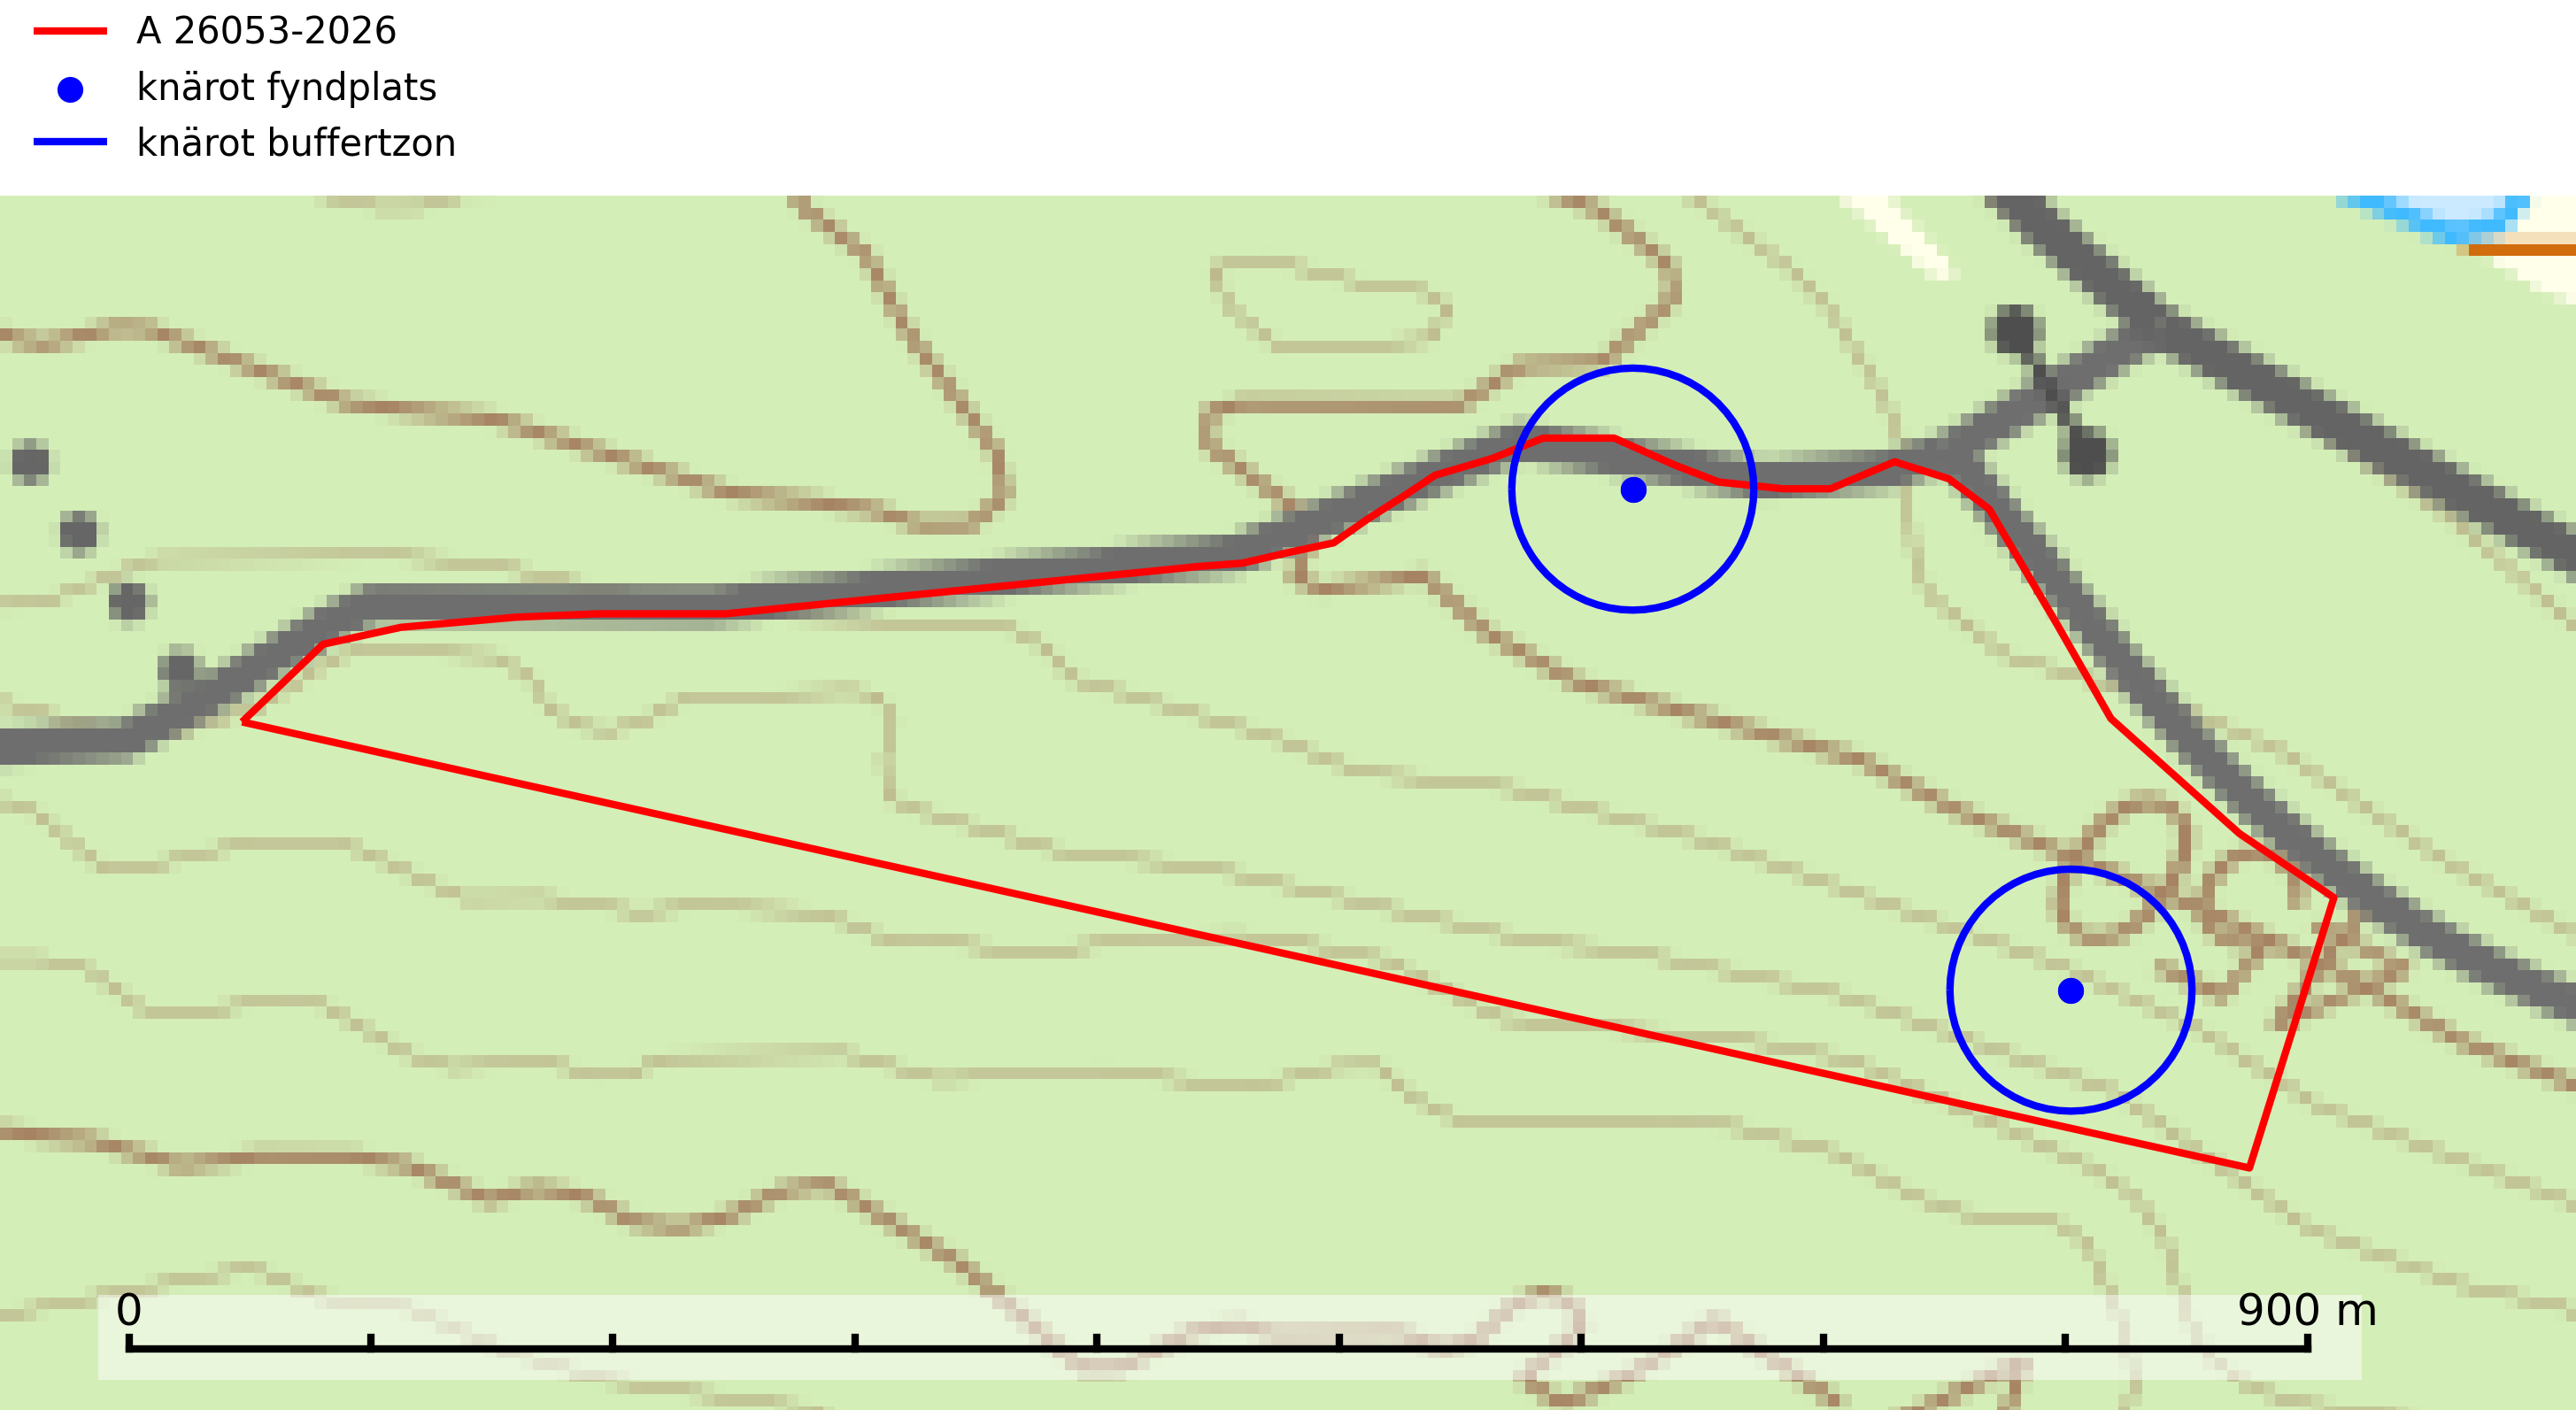 A 26053-2026
knärot fyndplats
knärot buffertzon
0 900 m